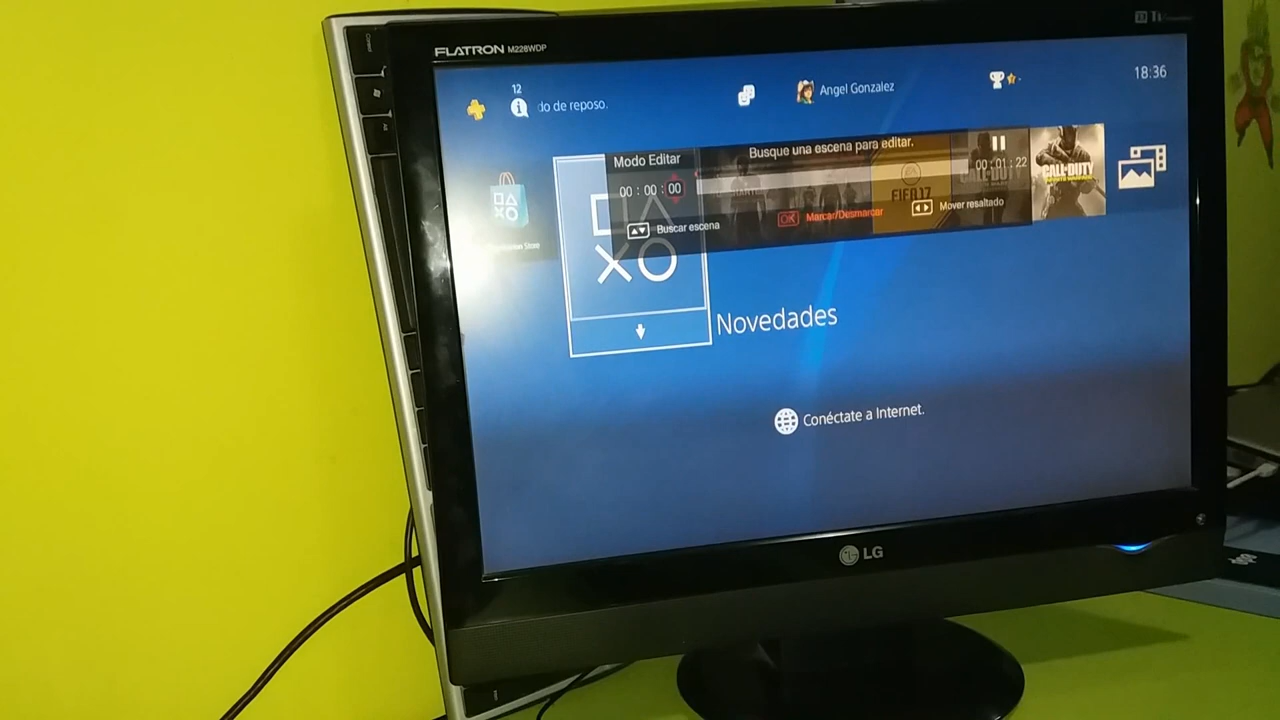 FLATRON M228WDP
12
do de reposo.
Angel Gonzalez
18:36
Modo Editar
Busque una escena para editar.
00 : 00 : 00
00 : 01 : 22
Buscar escena
OK Marcar/Desmarcar
Mover resaltado
FIFA 17
CALL OF DUTY
Store
Novedades
Conéctate a Internet.
LG